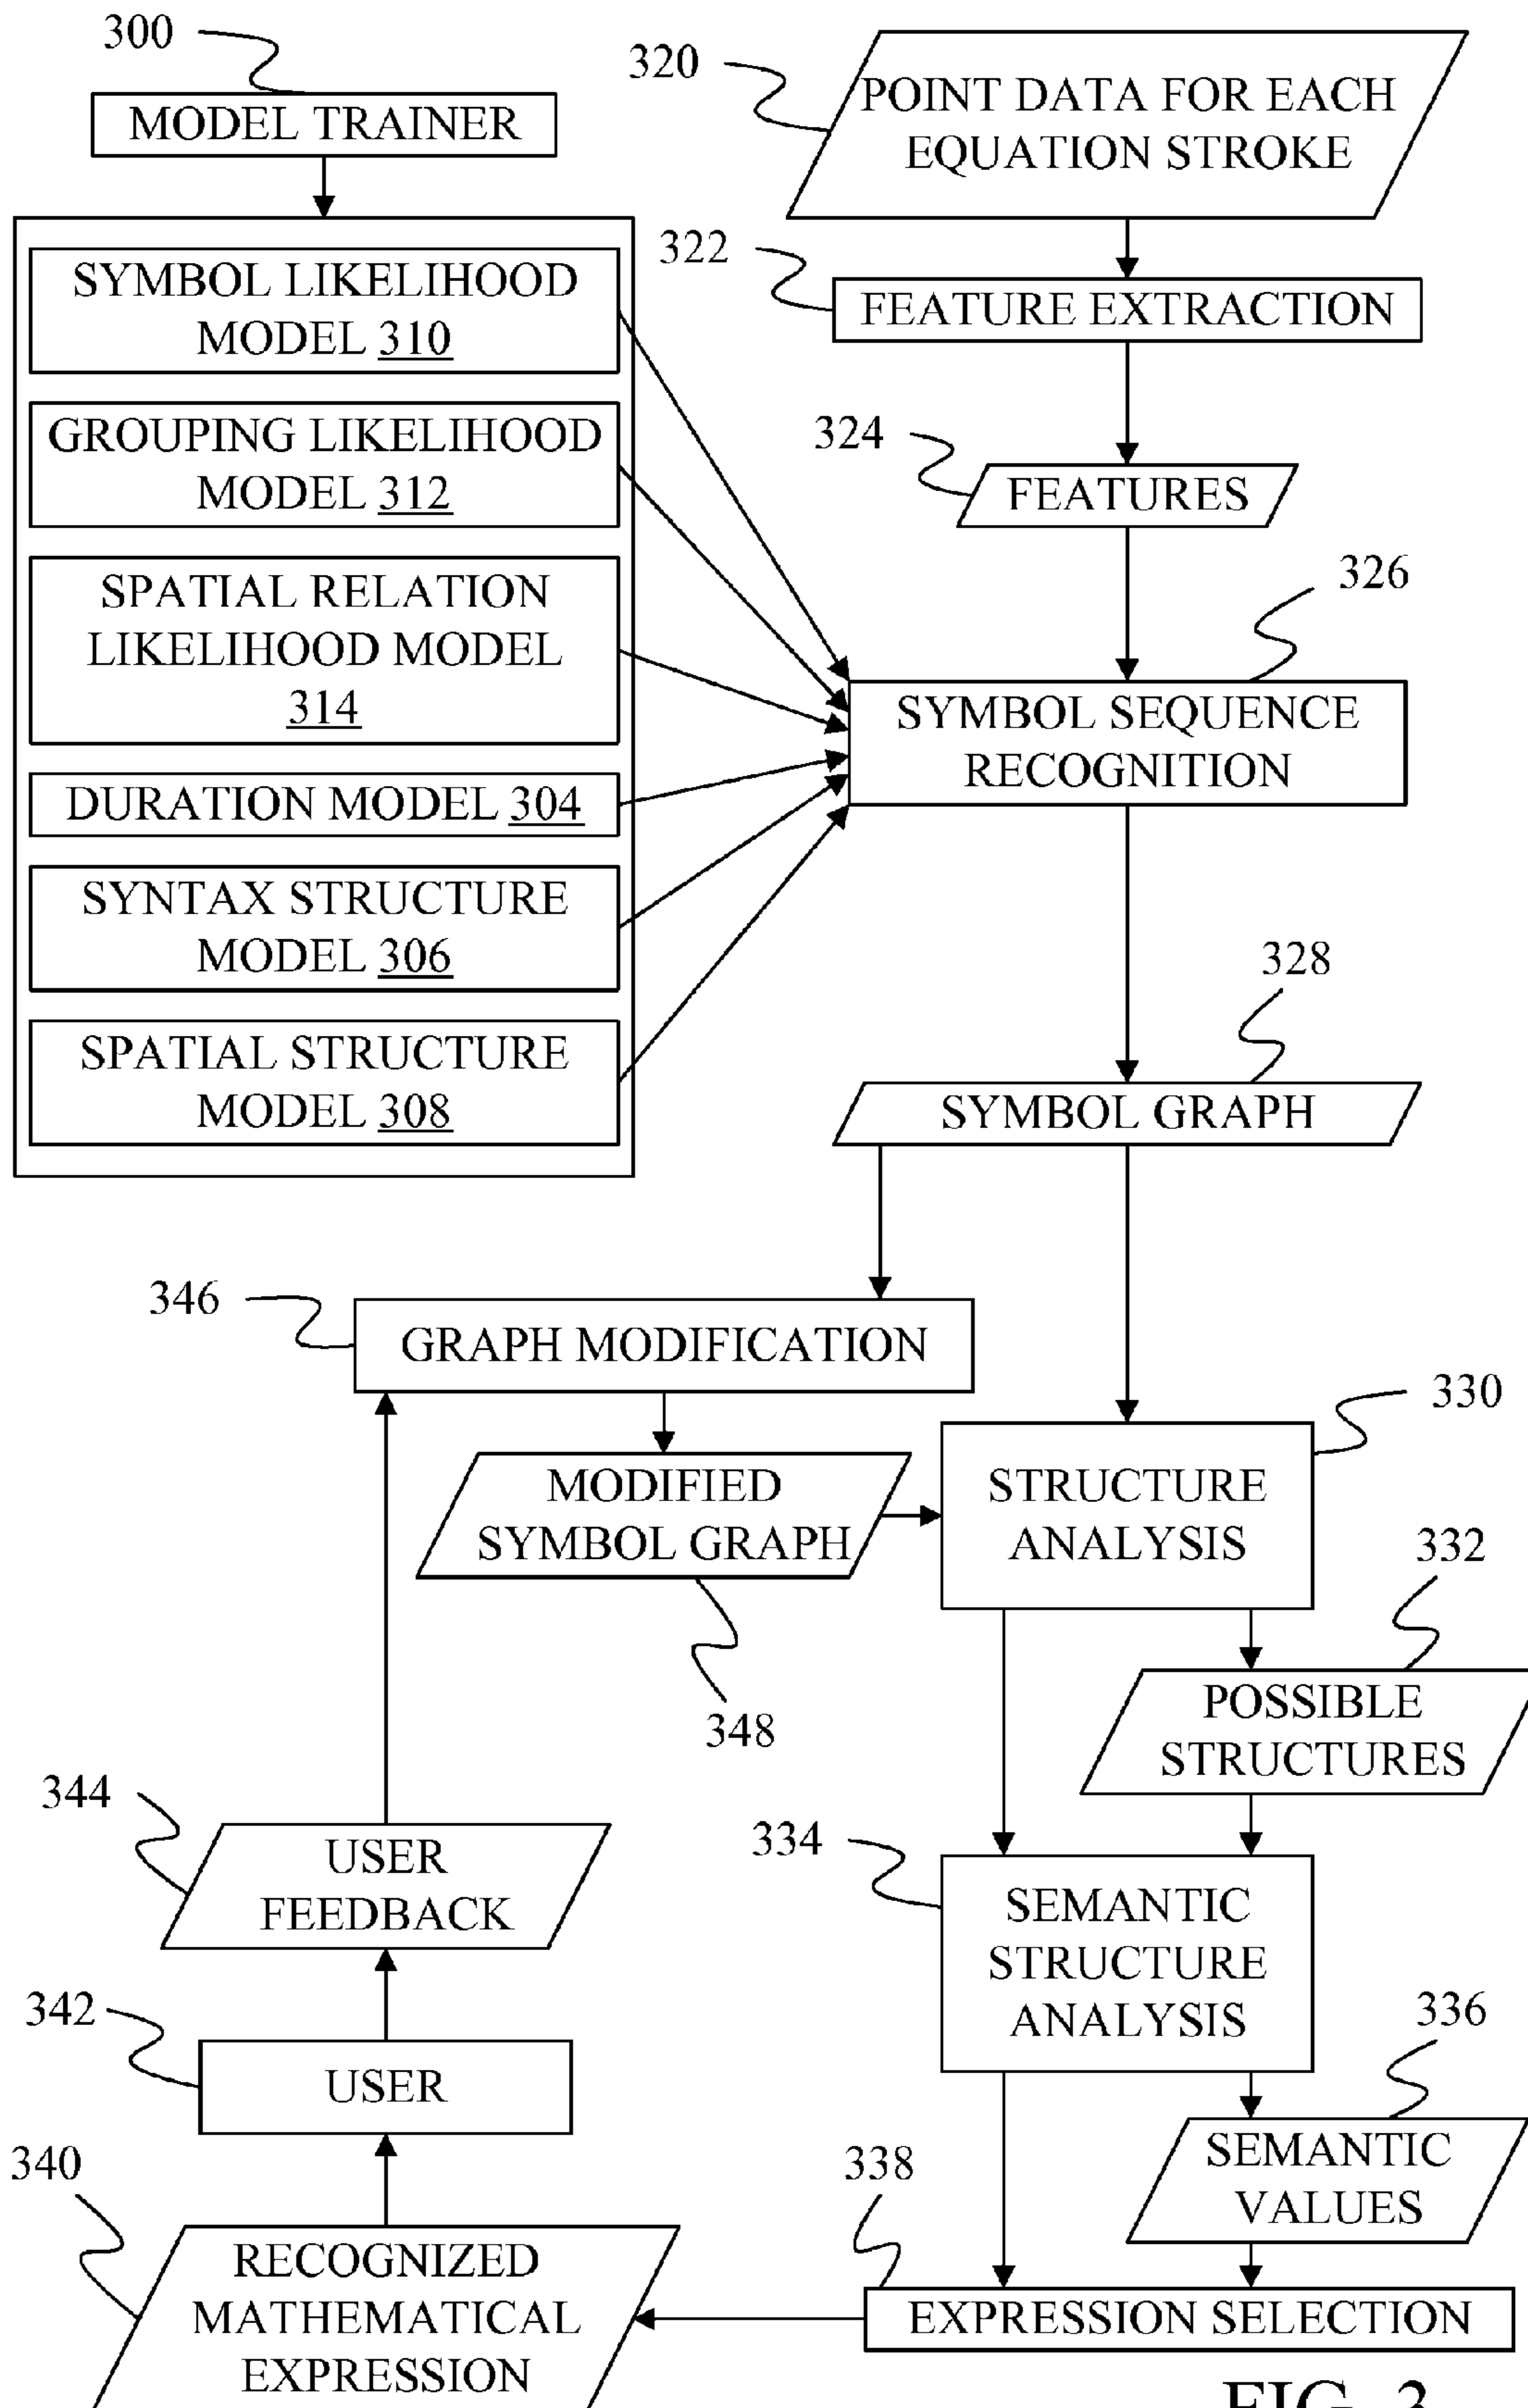 300
MODEL TRAINER
SYMBOL LIKELIHOOD
MODEL 310
GROUPING LIKELIHOOD
MODEL 312
SPATIAL RELATION
LIKELIHOOD MODEL
314
DURATION MODEL 304
SYNTAX STRUCTURE
MODEL 306
SPATIAL STRUCTURE
MODEL 308
320
POINT DATA FOR EACH
EQUATION STROKE
322
FEATURE EXTRACTION
324
FEATURES
326
SYMBOL SEQUENCE
RECOGNITION
328
SYMBOL GRAPH
346
GRAPH MODIFICATION
MODIFIED
SYMBOL GRAPH
348
330
STRUCTURE
ANALYSIS
332
POSSIBLE
STRUCTURES
334
SEMANTIC
STRUCTURE
ANALYSIS
336
SEMANTIC
VALUES
338
EXPRESSION SELECTION
344
USER
FEEDBACK
342
USER
340
RECOGNIZED
MATHEMATICAL
EXPRESSION
FIG. 3